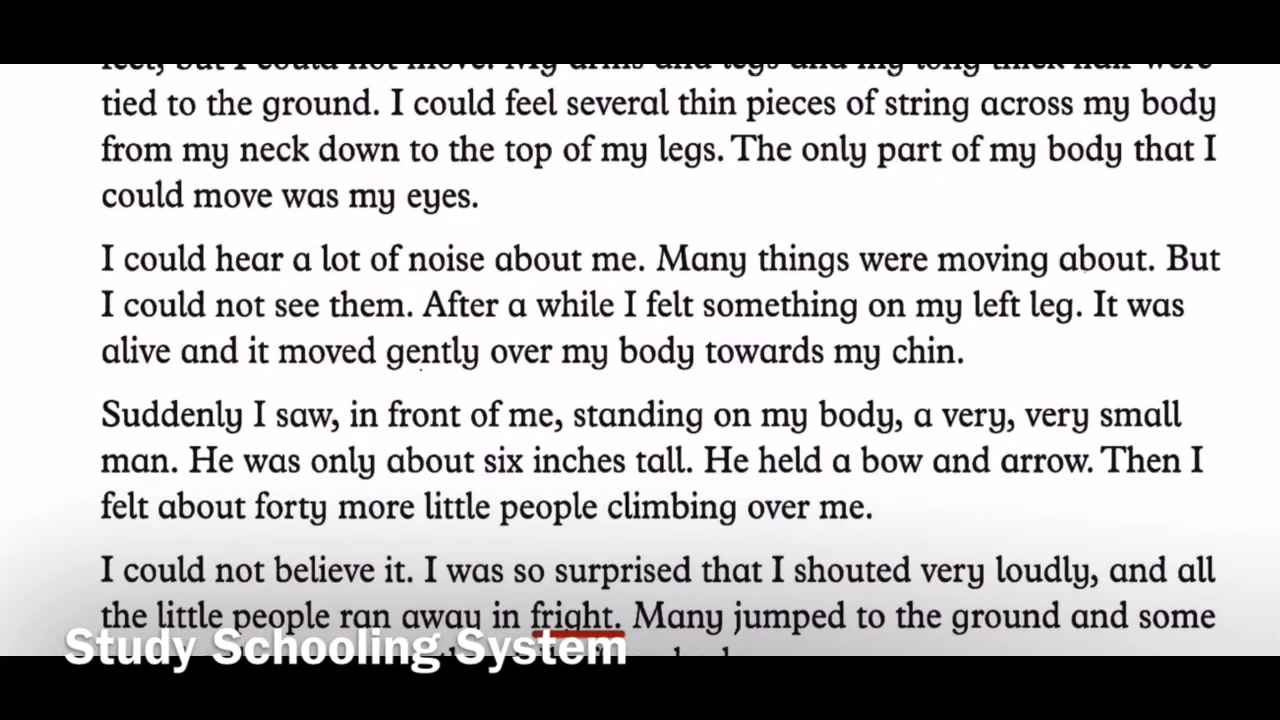 tied to the ground. I could feel several thin pieces of string across my body
from my neck down to the top of my legs. The only part of my body that I
could move was my eyes.
I could hear a lot of noise about me. Many things were moving about. But
I could not see them. After a while I felt something on my left leg. It was
alive and it moved gently over my body towards my chin.
Suddenly I saw, in front of me, standing on my body, a very, very small
man. He was only about six inches tall. He held a bow and arrow. Then I
felt about forty more little people climbing over me.
I could not believe it. I was so surprised that I shouted very loudly, and all
the little people ran away in fright. Many jumped to the ground and some
Study Schooling System